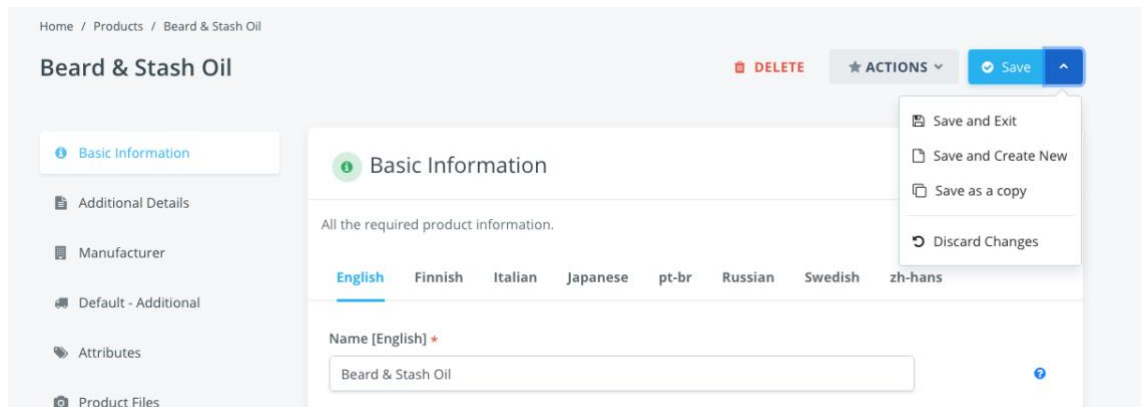 Home / Products / Beard & Stash Oil
Beard & Stash Oil
DELETE
ACTIONS
Save
Save and Exit
Save and Create New
Save as a copy
Discard Changes
Basic Information
Additional Details
Manufacturer
Default - Additional
Attributes
Product Files
Basic Information
All the required product information.
English Finnish Italian Japanese pt-br Russian Swedish zh-hans
Name [English] *
Beard & Stash Oil